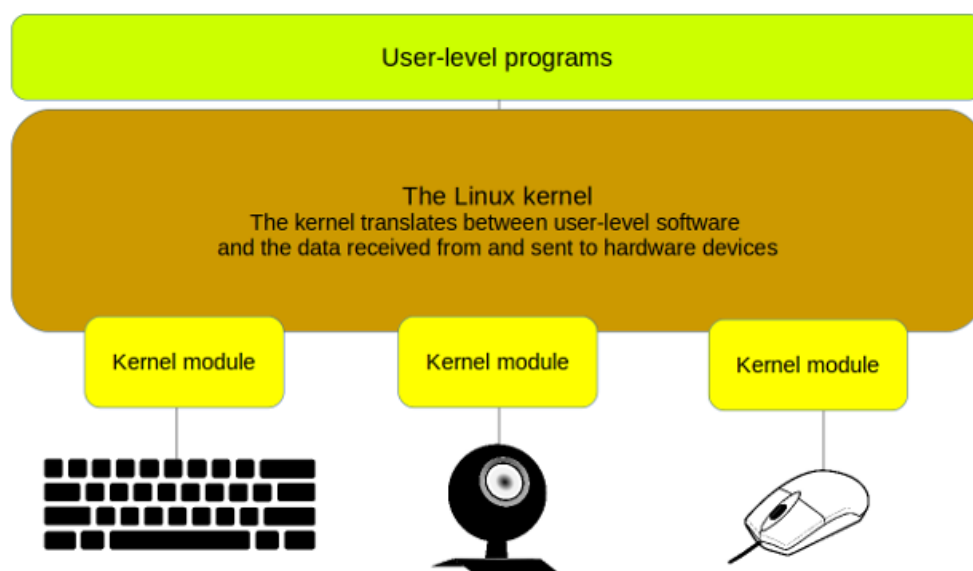 User-level programs
The Linux kernel
The kernel translates between user-level software
and the data received from and sent to hardware devices
Kernel module
Kernel module
Kernel module